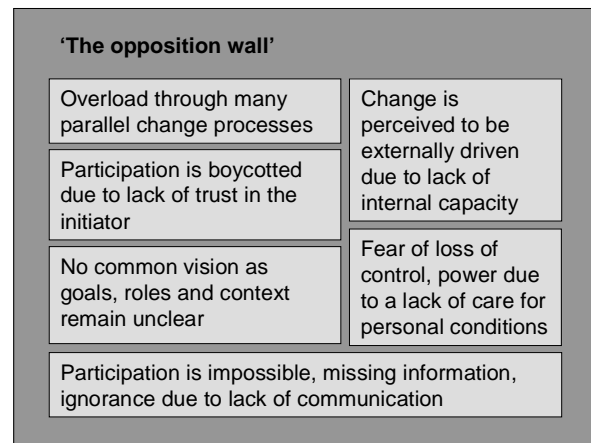 ‘The opposition wall’
Overload through many
parallel change processes
Participation is boycotted
due to lack of trust in the
initiator
No common vision as
goals, roles and context
remain unclear
Change is
perceived to be
externally driven
due to lack of
internal capacity
Fear of loss of
control, power due
to a lack of care for
personal conditions
Participation is impossible, missing information,
ignorance due to lack of communication